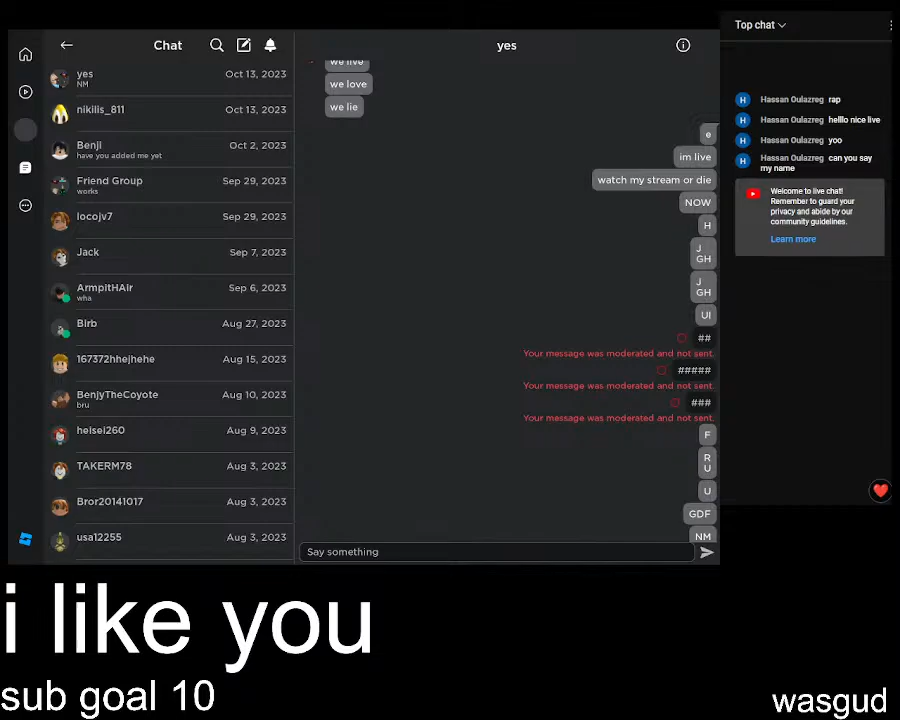 Chat
yes
Oct 13, 2023
NM
nikilis_811
Oct 13, 2023
Benji
Oct 2, 2023
have you added me yet
Friend Group
Sep 29, 2023
works
locojv7
Sep 29, 2023
Jack
Sep 7, 2023
ArmpitHAir
Sep 6, 2023
wha
Birb
Aug 27, 2023
167372hhejhehe
Aug 15, 2023
BenjyTheCoyote
Aug 10, 2023
bru
heisei260
Aug 9, 2023
TAKERM78
Aug 3, 2023
Bror20141017
Aug 3, 2023
usa12255
Aug 3, 2023
yes
we live
we love
we lie
e
im live
watch my stream or die
NOW
H
J
GH
J
GH
UI
##
Your message was moderated and not sent.
#####
Your message was moderated and not sent.
###
Your message was moderated and not sent.
F
R
U
U
GDF
NM
Say something
Top chat
H Hassan Oulazreg rap
H Hassan Oulazreg helllo nice live
H Hassan Oulazreg yoo
H Hassan Oulazreg can you say
my name
Welcome to live chat!
Remember to guard your
privacy and abide by our
community guidelines.
Learn more
i like you
sub goal 10
wasgud